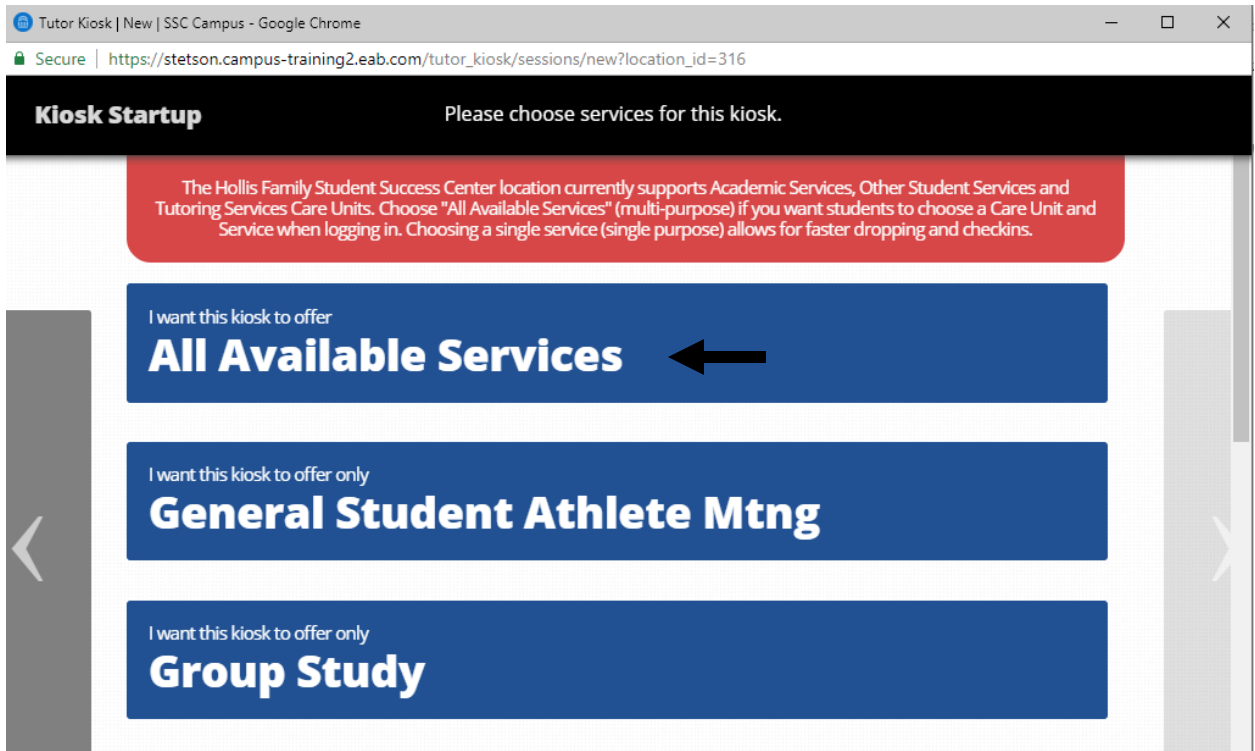 Tutor Kiosk | New | SSC Campus - Google Chrome
Secure | https://stetson.campus-training2.eab.com/tutor_kiosk/sessions/new?location_id=316
Kiosk Startup
Please choose services for this kiosk.
The Hollis Family Student Success Center location currently supports Academic Services, Other Student Services and
Tutoring Services Care Units. Choose "All Available Services" (multi-purpose) if you want students to choose a Care Unit and
Service when logging in. Choosing a single service (single purpose) allows for faster dropping and checkins.
I want this kiosk to offer
All Available Services
I want this kiosk to offer only
General Student Athlete Mtng
I want this kiosk to offer only
Group Study